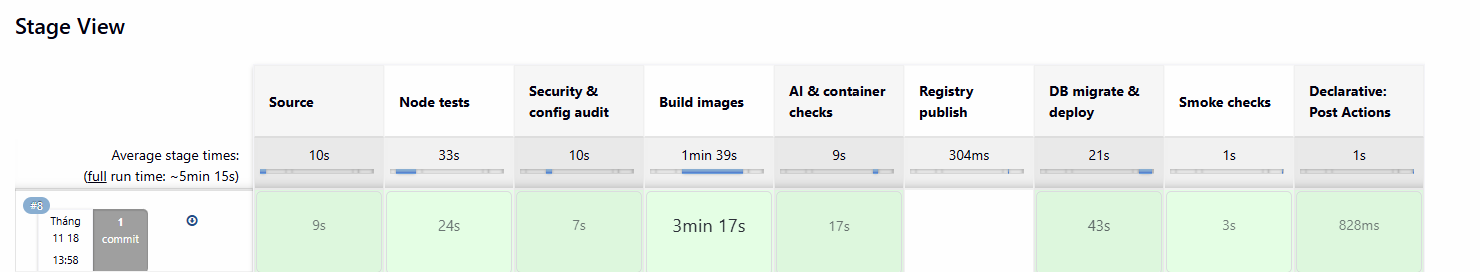 Stage View
Source
Node tests
Security &
config audit
Build images
AI & container
checks
Registry
publish
DB migrate &
deploy
Smoke checks
Declarative:
Post Actions
Average stage times:
(full run time: ~5min 15s)
10s
33s
10s
1min 39s
9s
304ms
21s
1s
1s
#8
Tháng
11 18
13:58
1
commit
9s
24s
7s
3min 17s
17s
43s
3s
828ms